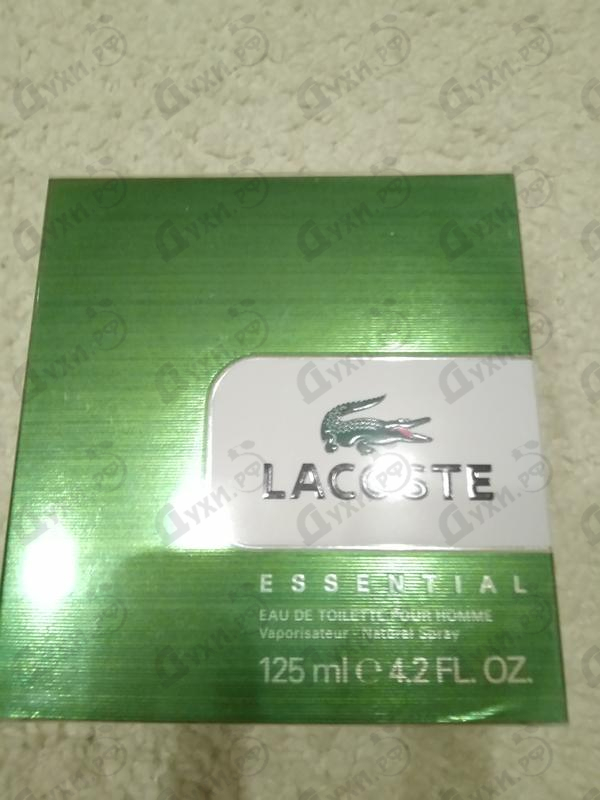 LACOSTE
ESSENTIAL
EAU DE TOILETTE POUR HOMME
Vaporisateur - Natural Spray
125 ml ℮ 4.2 FL. OZ.
Духи.рф